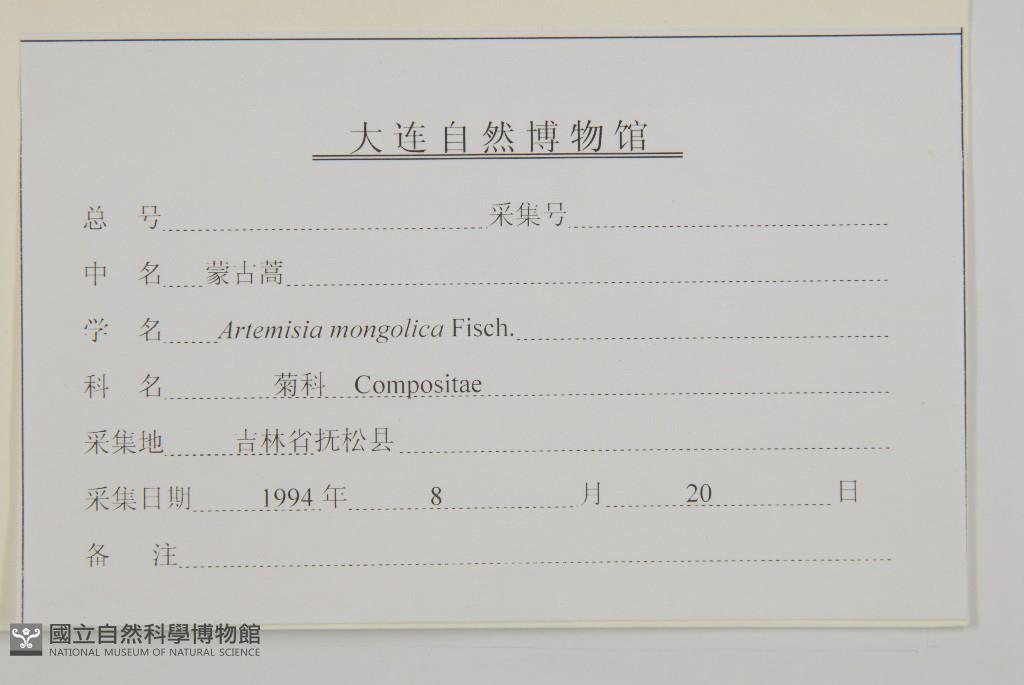 大连自然博物馆
总 号 采集号
中 名 蒙古蒿
学 名 Artemisia mongolica Fisch.
科 名 菊科 Compositae
采集地 吉林省抚松县
采集日期 1994 年 8 月 20 日
备 注
國立自然科學博物館
NATIONAL MUSEUM OF NATURAL SCIENCE